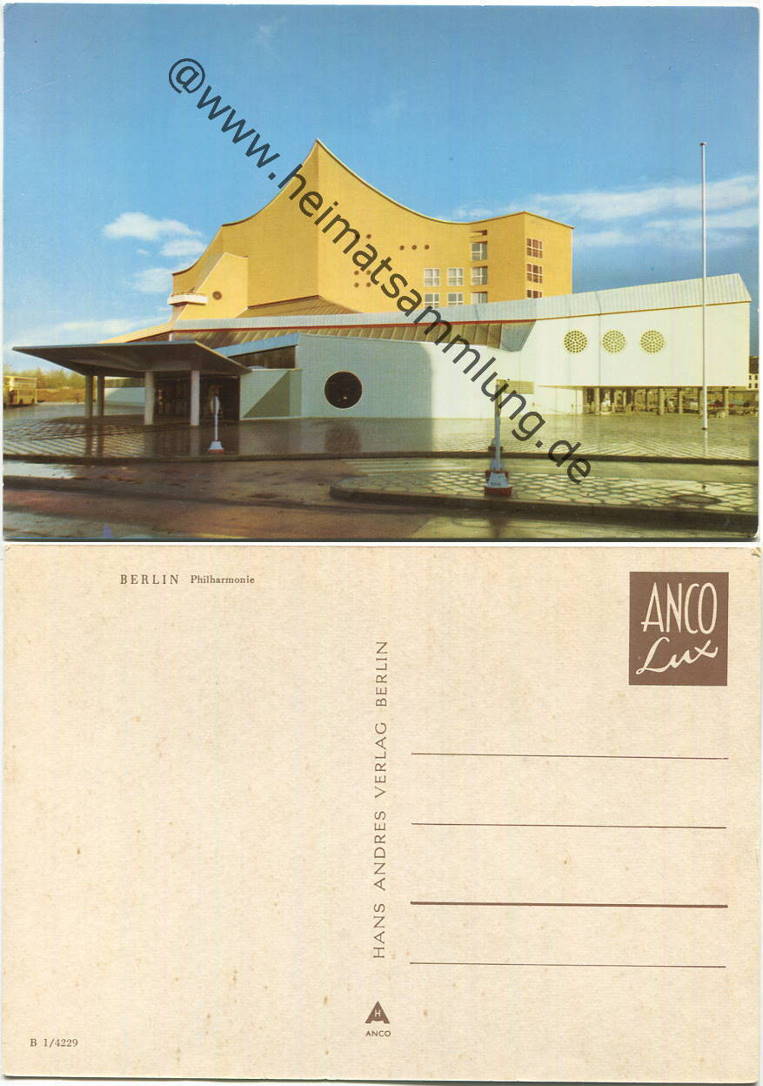 @www.heimatsammlung.de
BERLIN Philharmonie
ANCO
Lux
HANS ANDRES VERLAG BERLIN
H
ANCO
B 1/4229